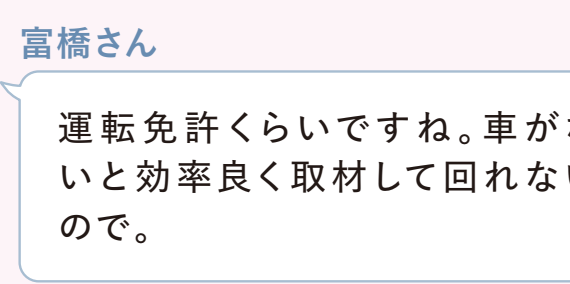 富橋さん
運転免許くらいですね。車がな
いと効率良く取材して回れない
ので。